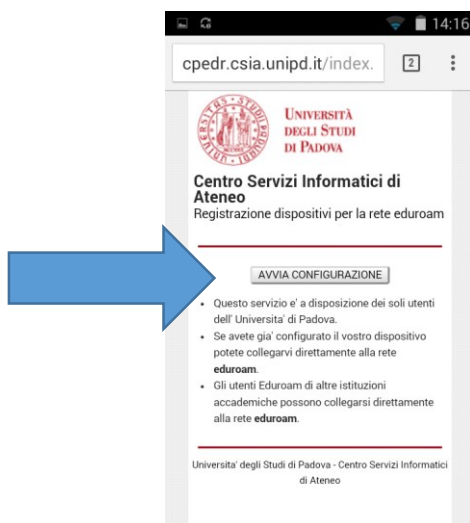 14:16
cpedr.csia.unipd.it/index.
2
UNIVERSITÀ
DEGLI STUDI
DI PADOVA
Centro Servizi Informatici di
Ateneo
Registrazione dispositivi per la rete eduroam
AVVIA CONFIGURAZIONE
• Questo servizio e' a disposizione dei soli utenti
dell' Universita' di Padova.
• Se avete gia' configurato il vostro dispositivo
potete collegarvi direttamente alla rete
eduroam.
• Gli utenti Eduroam di altre istituzioni
accademiche possono collegarsi direttamente
alla rete eduroam.
Universita' degli Studi di Padova - Centro Servizi Informatici
di Ateneo